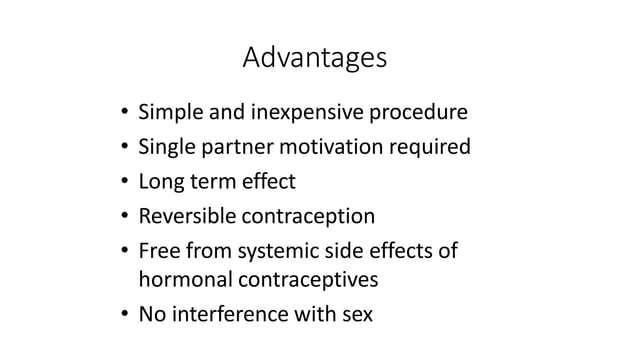 Advantages
• Simple and inexpensive procedure
• Single partner motivation required
• Long term effect
• Reversible contraception
• Free from systemic side effects of
hormonal contraceptives
• No interference with sex